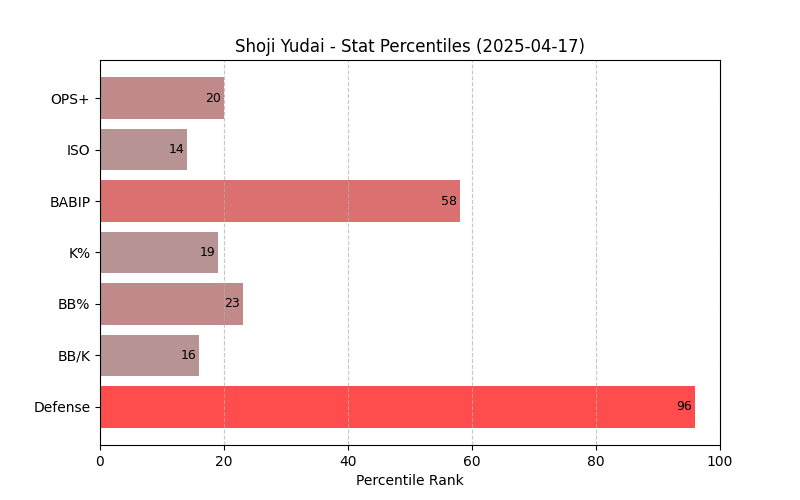 Shoji Yudai - Stat Percentiles (2025-04-17)
OPS+ 20
ISO 14
BABIP 58
K% 19
BB% 23
BB/K 16
Defense 96
0 20 40 60 80 100
Percentile Rank